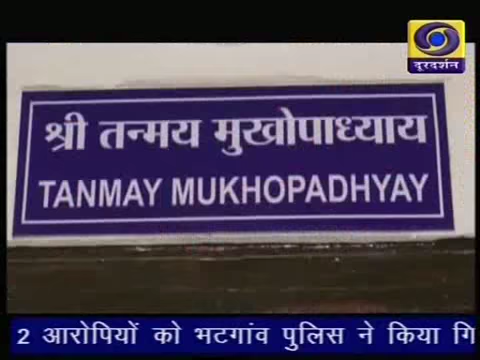 दूरदर्शन
श्री तन्मय मुखोपाध्याय
TANMAY MUKHOPADHYAY
2 आरोपियों को भटगांव पुलिस ने किया गि